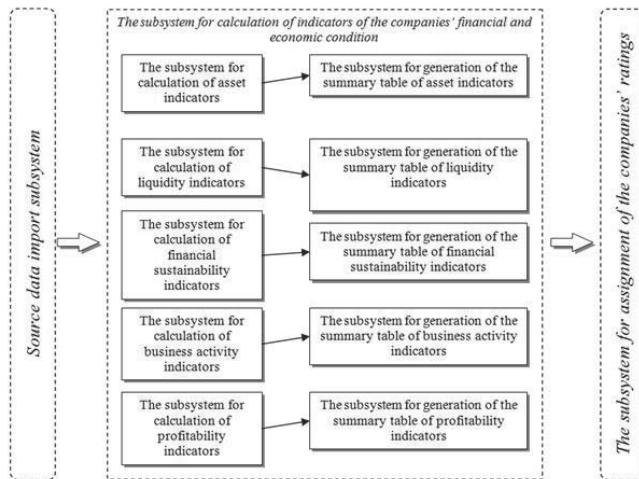 Source data import subsystem
The subsystem for calculation of indicators of the companies' financial and
economic condition
The subsystem for
calculation of asset
indicators
The subsystem for generation of the
summary table of asset indicators
The subsystem for
calculation of
liquidity indicators
The subsystem for generation of the
summary table of liquidity
indicators
The subsystem for
calculation of
financial
sustainability
indicators
The subsystem for generation of the
summary table of financial
sustainability indicators
The subsystem for
calculation of
business activity
indicators
The subsystem for generation of the
summary table of business activity
indicators
The subsystem for
calculation of
profitability
indicators
The subsystem for generation of the
summary table of profitability
indicators
The subsystem for assignment of the companies' ratings